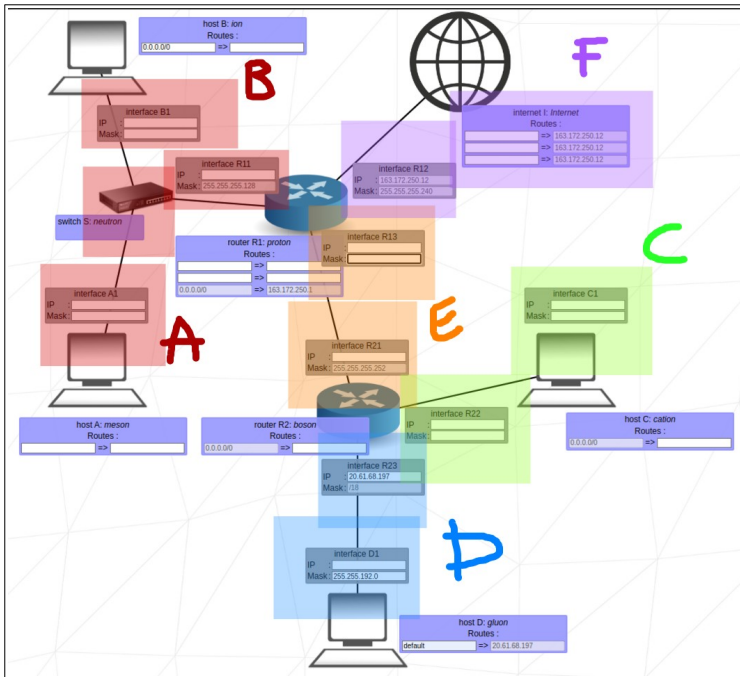 host B: ion
Routes :
0.0.0.0/0 =>
B
interface B1
IP :
Mask:
F
internet I: Internet
Routes :
=> 163.172.250.12
=> 163.172.250.12
=> 163.172.250.12
interface R11
IP :
Mask: 255.255.255.128
interface R12
IP : 163.172.250.12
Mask: 255.255.255.240
switch S: neutron
router R1: proton
Routes :
=>
=>
0.0.0.0/0 => 163.172.250.1
interface R13
IP :
Mask:
C
interface A1
IP :
Mask:
A
E
interface C1
IP :
Mask:
interface R21
IP :
Mask: 255.255.255.252
host A: meson
Routes :
=>
router R2: boson
Routes :
0.0.0.0/0 =>
interface R22
IP :
Mask:
host C: cation
Routes :
0.0.0.0/0 =>
interface R23
IP : 20.61.68.197
Mask: /18
D
interface D1
IP :
Mask: 255.255.192.0
host D: gluon
Routes :
default => 20.61.68.197